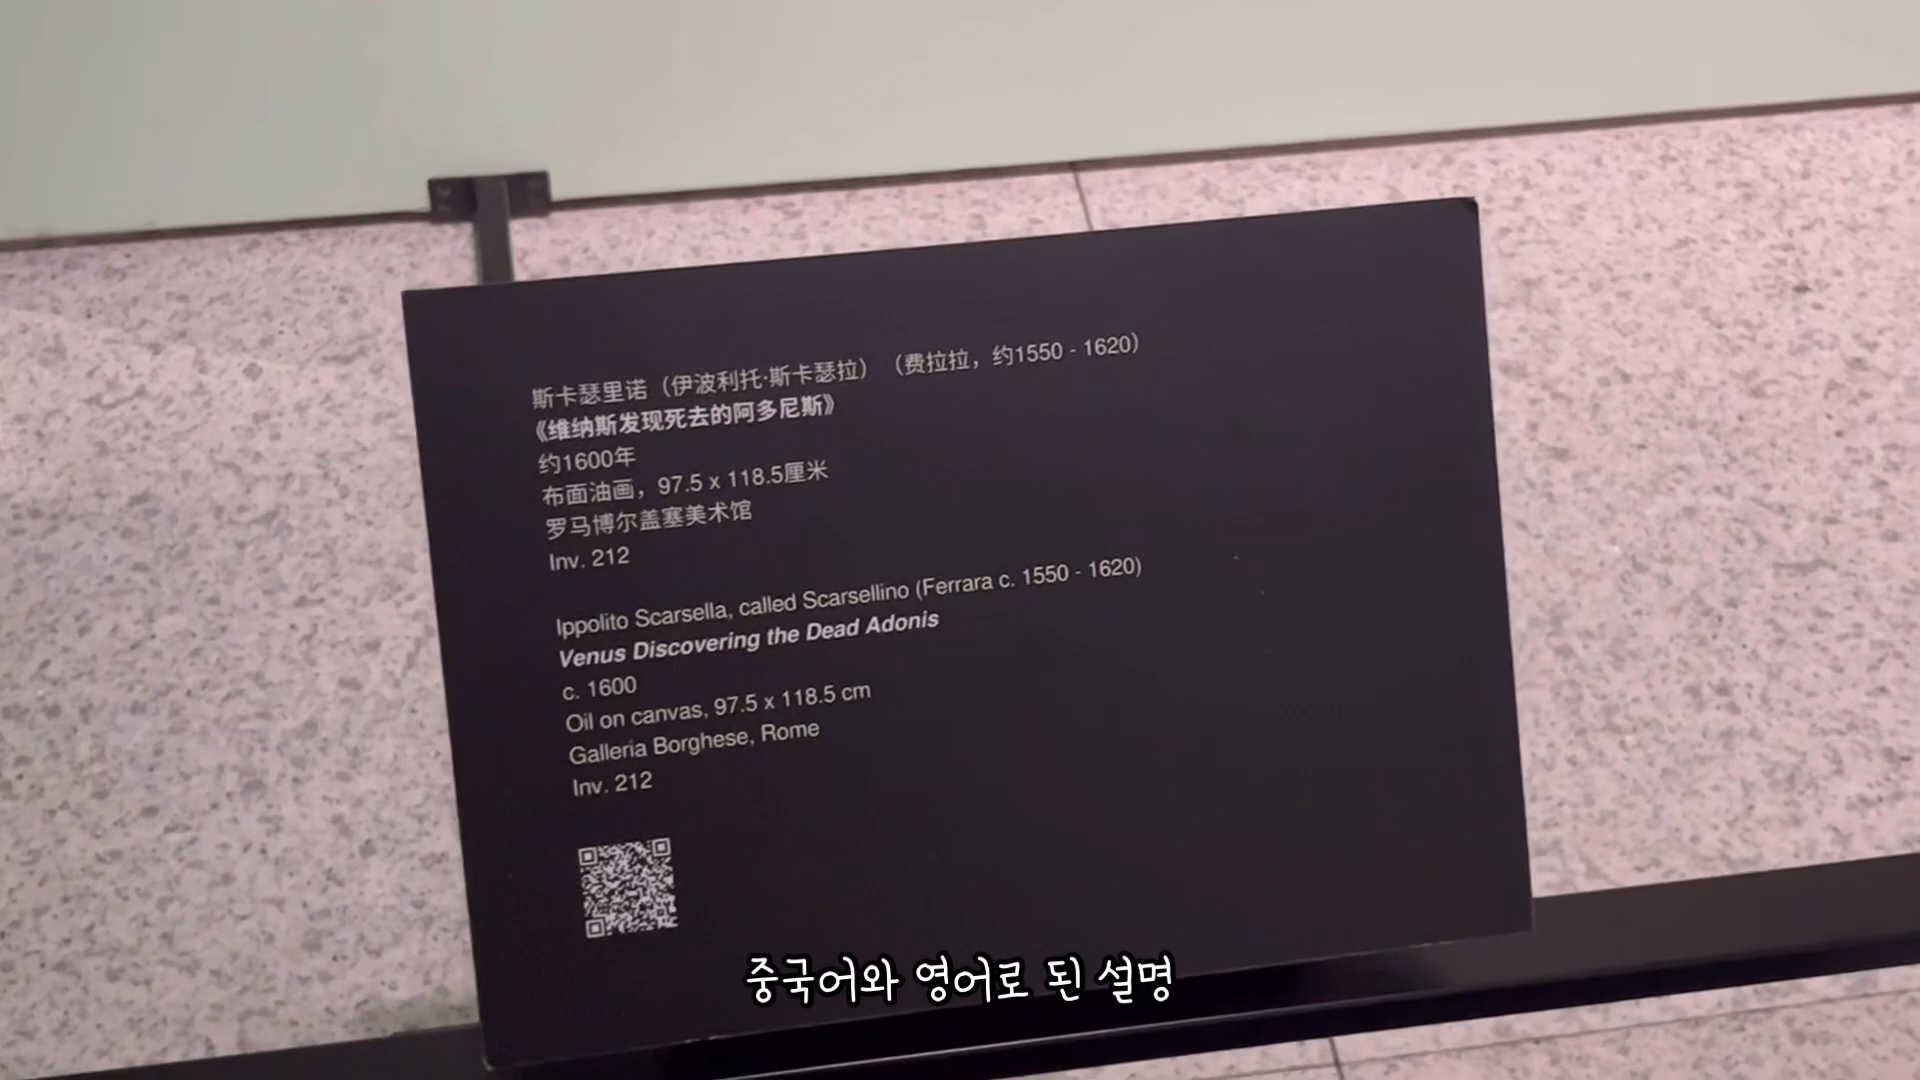 斯卡瑟里诺（伊波利托·斯卡瑟拉）（费拉拉，约1550 - 1620）
《维纳斯发现死去的阿多尼斯》
约1600年
布面油画，97.5 x 118.5厘米
罗马博尔盖塞美术馆
Inv. 212
Ippolito Scarsella, called Scarsellino (Ferrara c. 1550 - 1620)
Venus Discovering the Dead Adonis
c. 1600
Oil on canvas, 97.5 x 118.5 cm
Galleria Borghese, Rome
Inv. 212
중국어와 영어로 된 설명